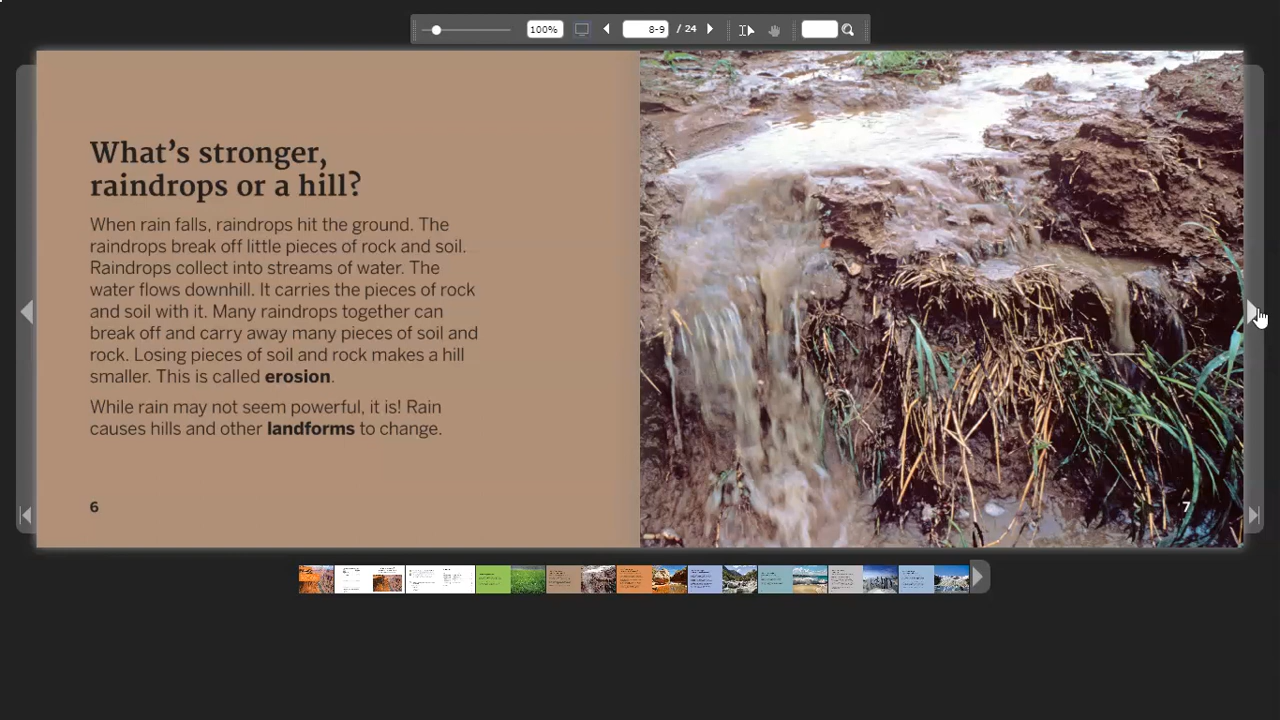 100%
8-9
/ 24
What's stronger,
raindrops or a hill?
When rain falls, raindrops hit the ground. The
raindrops break off little pieces of rock and soil.
Raindrops collect into streams of water. The
water flows downhill. It carries the pieces of rock
and soil with it. Many raindrops together can
break off and carry away many pieces of soil and
rock. Losing pieces of soil and rock makes a hill
smaller. This is called erosion.
While rain may not seem powerful, it is! Rain
causes hills and other landforms to change.
6
7